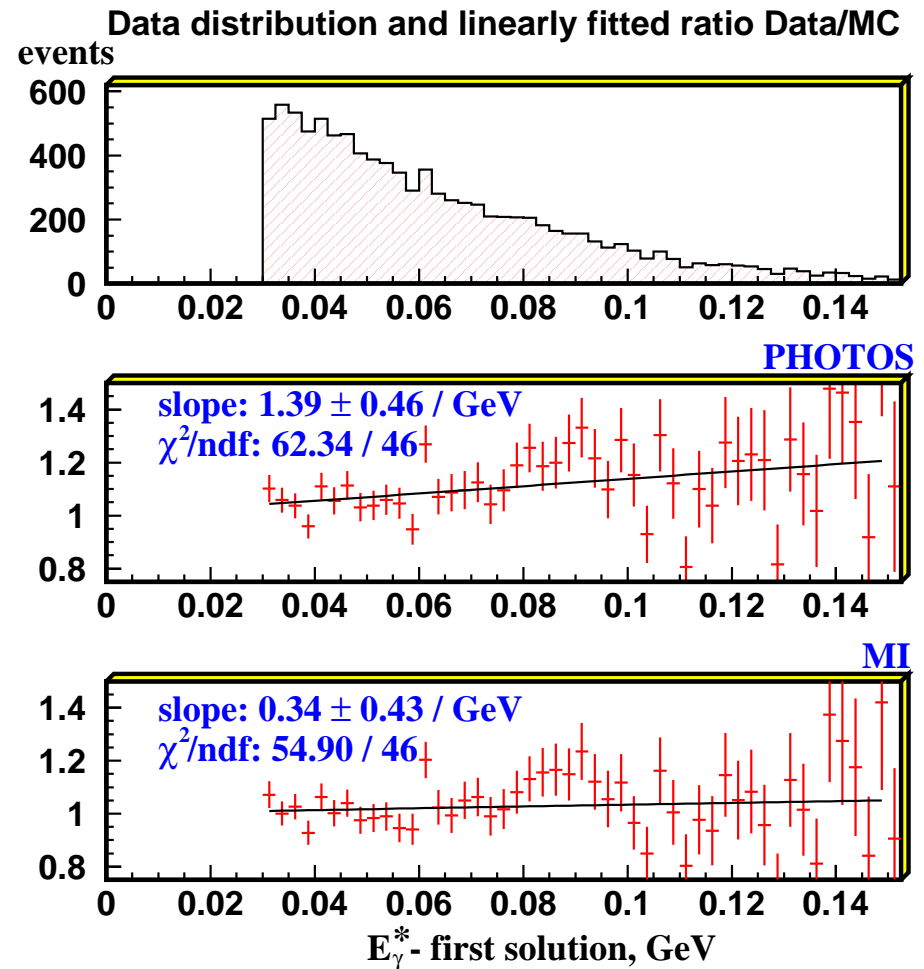 Data distribution and linearly fitted ratio Data/MC
events
600
400
200
0
0 0.02 0.04 0.06 0.08 0.1 0.12 0.14
PHOTOS
slope: 1.39 ± 0.46 / GeV
χ²/ndf: 62.34 / 46
1.4
1.2
1
0.8
0 0.02 0.04 0.06 0.08 0.1 0.12 0.14
MI
slope: 0.34 ± 0.43 / GeV
χ²/ndf: 54.90 / 46
1.4
1.2
1
0.8
0 0.02 0.04 0.06 0.08 0.1 0.12 0.14
E*γ - first solution, GeV